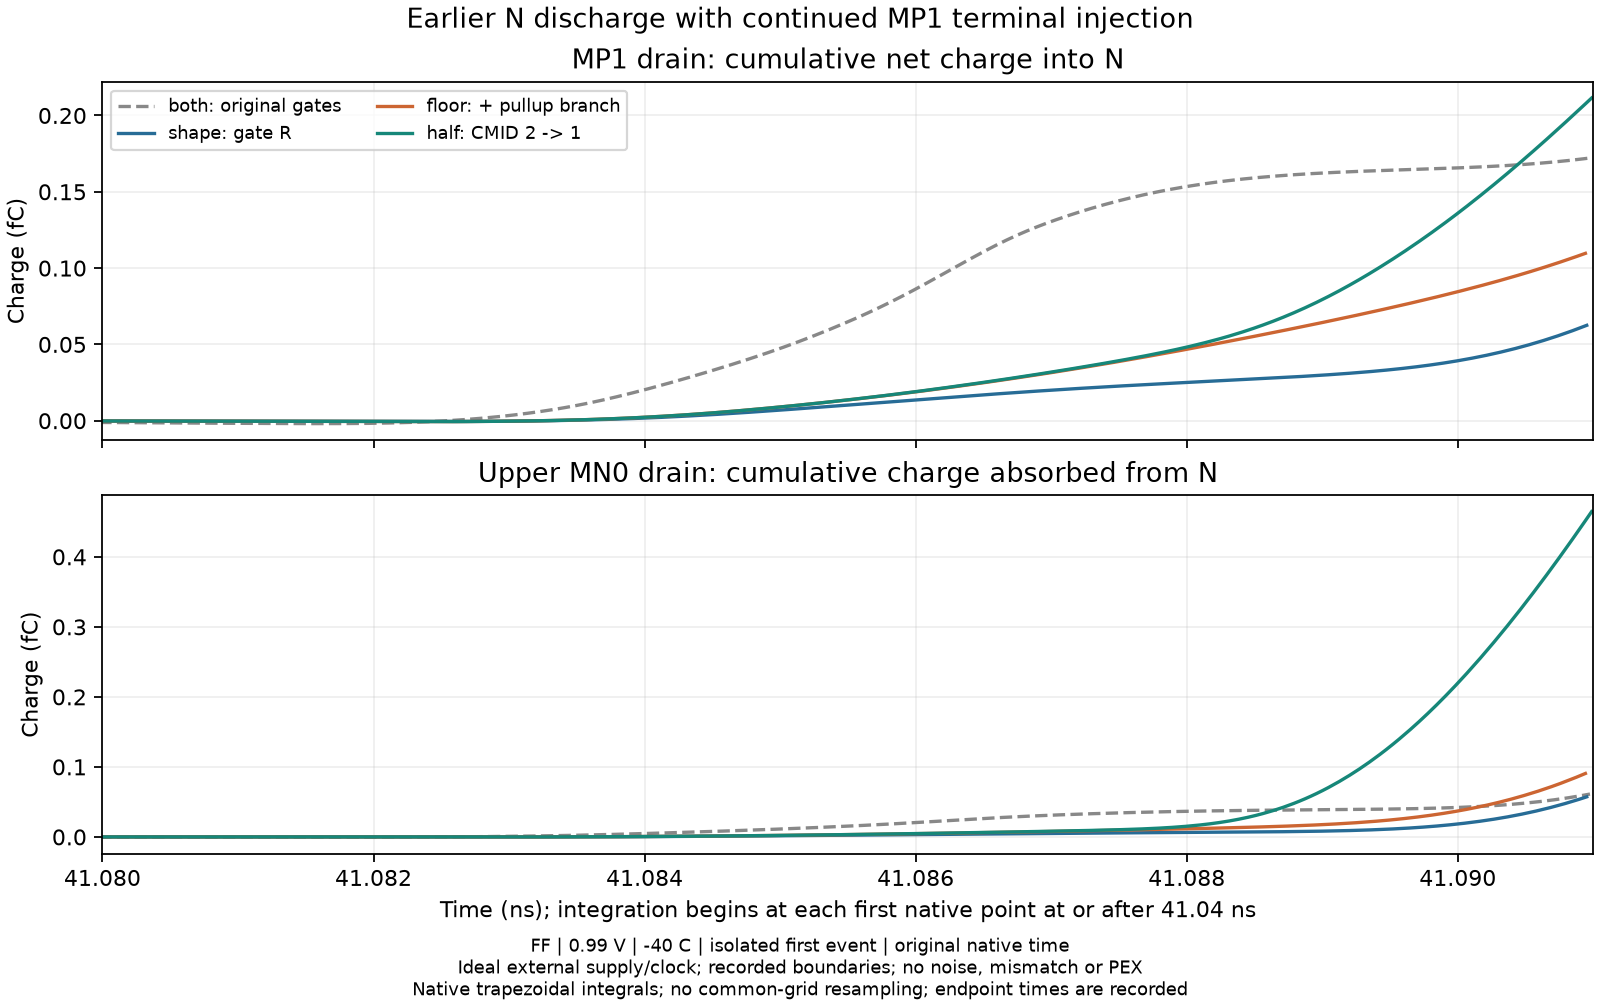 Earlier N discharge with continued MP1 terminal injection
MP1 drain: cumulative net charge into N
both: original gates
shape: gate R
floor: + pullup branch
half: CMID 2 -> 1
Charge (fC)
0.20
0.15
0.10
0.05
0.00
Upper MN0 drain: cumulative charge absorbed from N
Charge (fC)
0.4
0.3
0.2
0.1
0.0
41.080
41.082
41.084
41.086
41.088
41.090
Time (ns); integration begins at each first native point at or after 41.04 ns
FF | 0.99 V | -40 C | isolated first event | original native time
Ideal external supply/clock; recorded boundaries; no noise, mismatch or PEX
Native trapezoidal integrals; no common-grid resampling; endpoint times are recorded